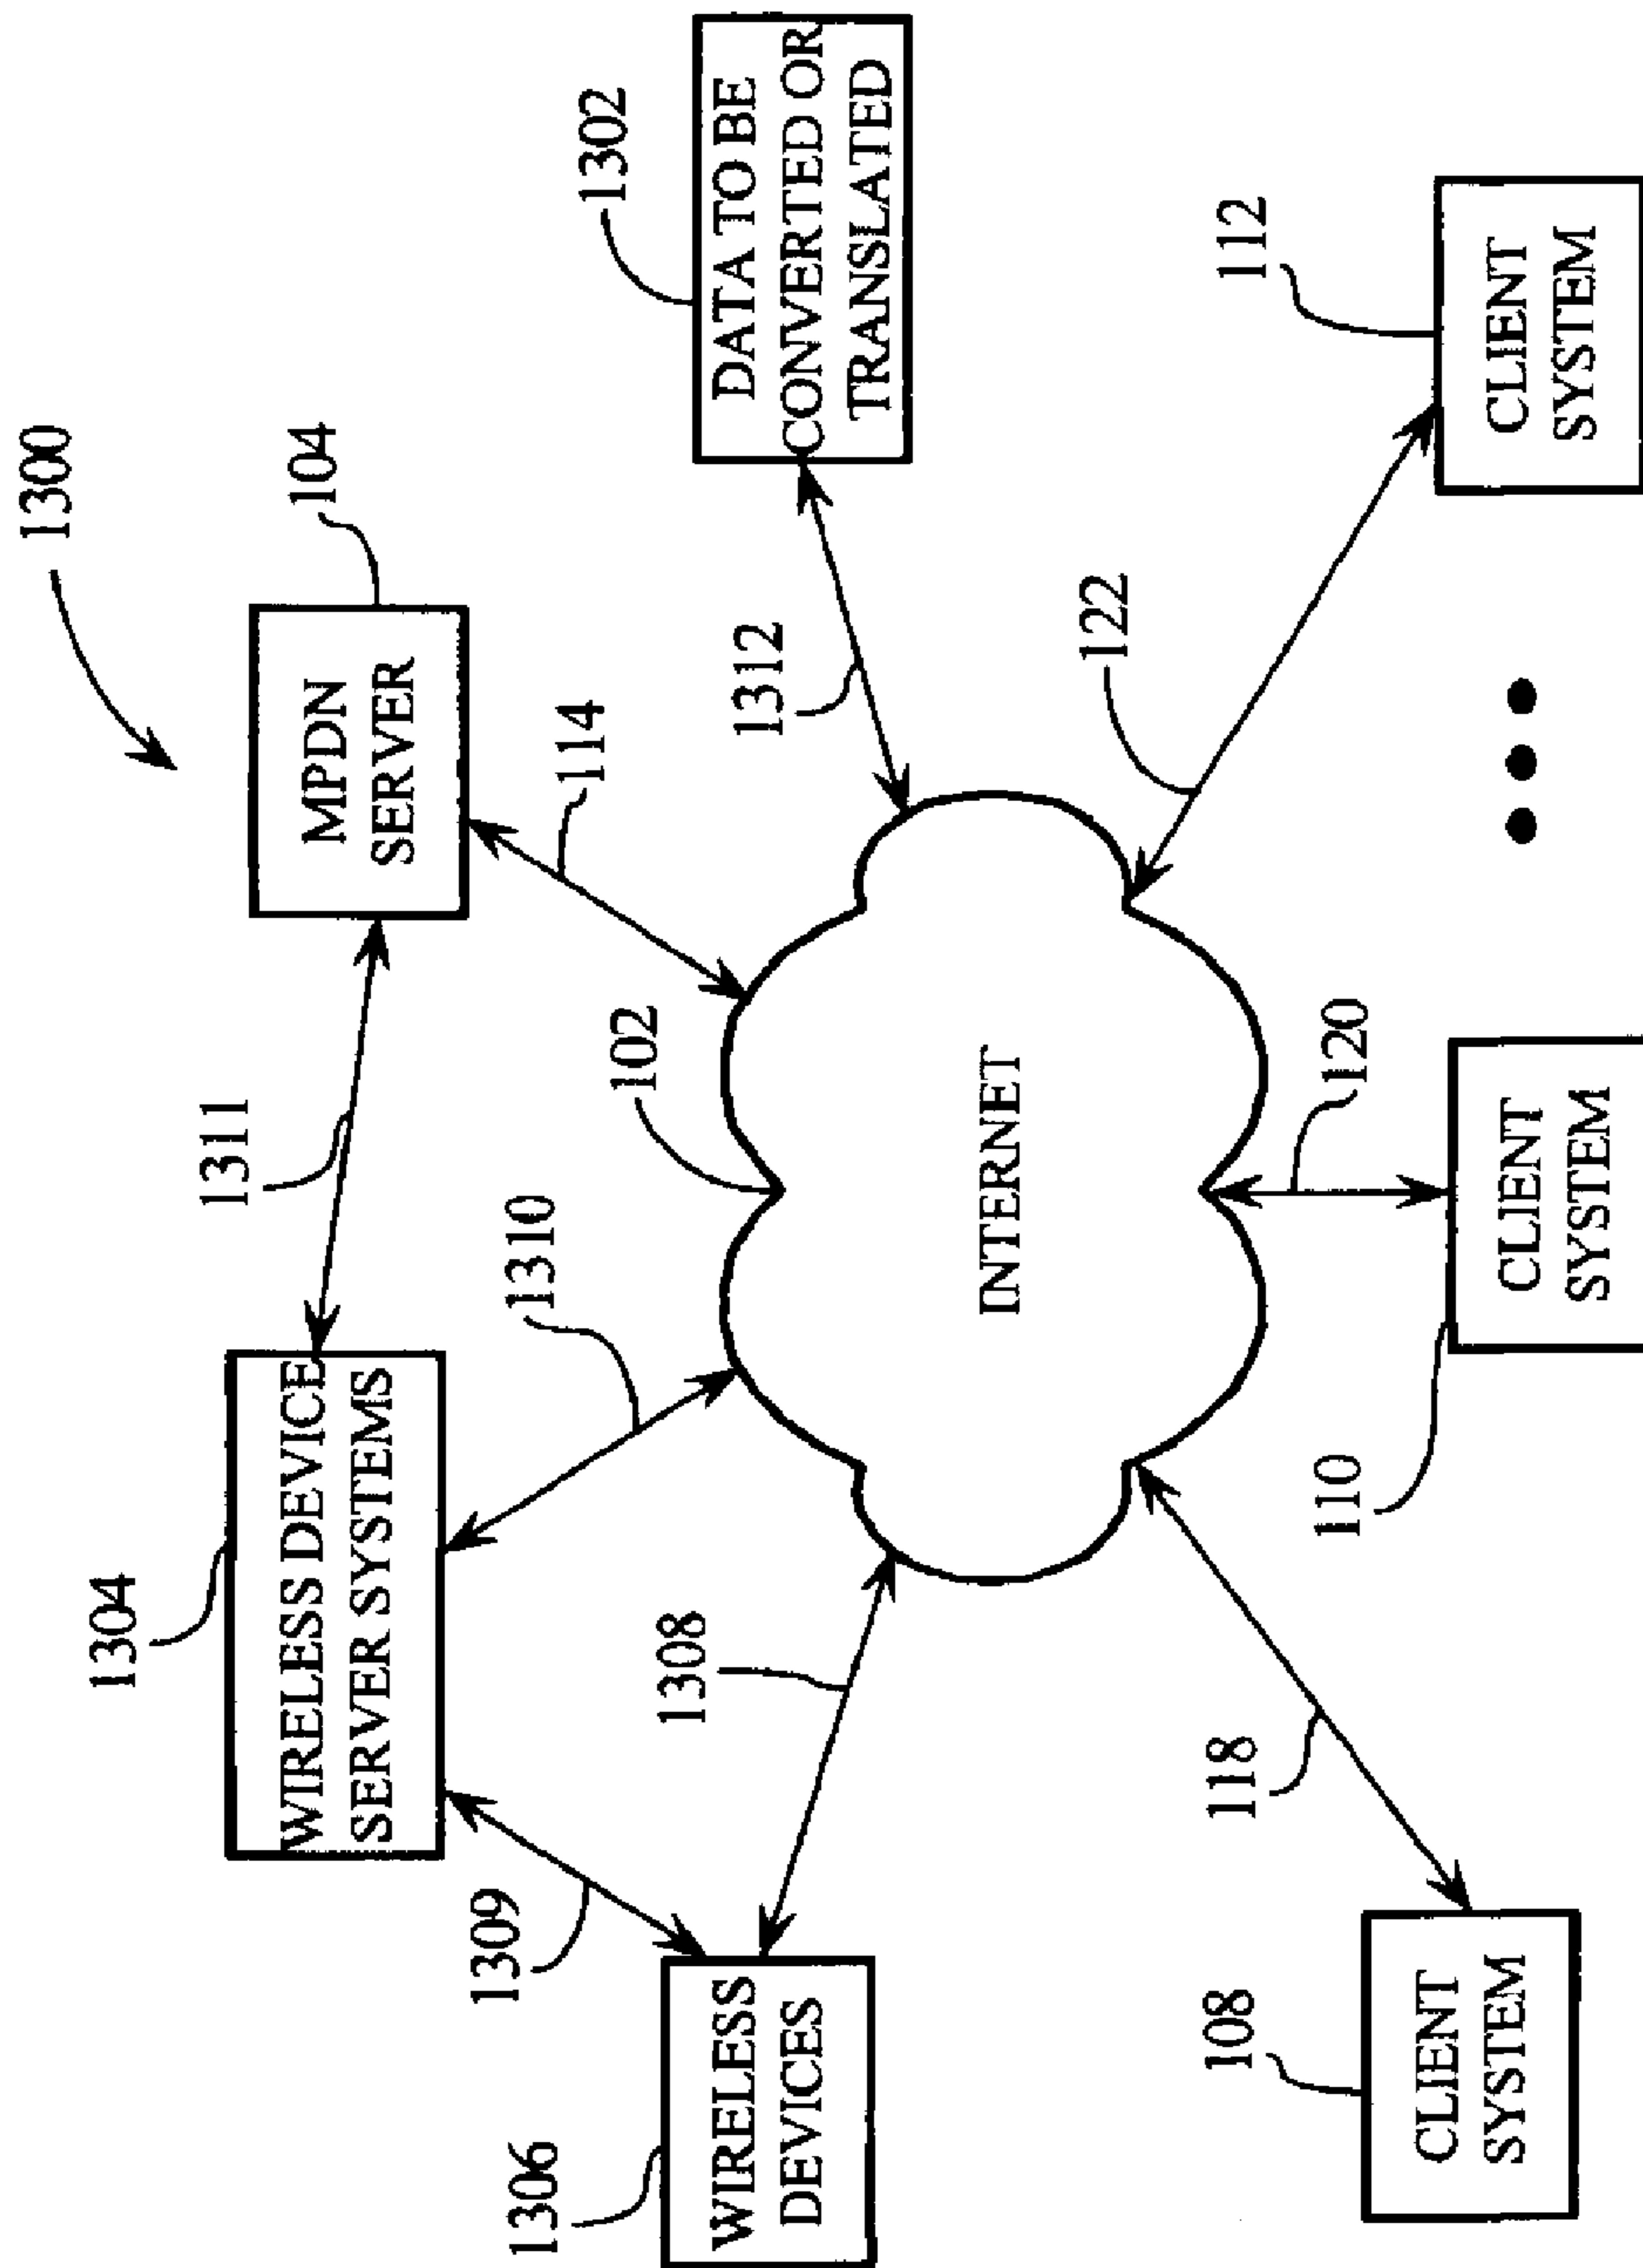 1300
1304
WIRELESS DEVICE
SERVER SYSTEMS
1311
MPDN
SERVER
104
1309
1310
114
1306
WIRELESS
DEVICES
1308
102
1312
1302
DATA TO BE
CONVERTED OR
TRANSLATED
INTERNET
108
CLIENT
SYSTEM
118
110
CLIENT
SYSTEM
120
122
112
CLIENT
SYSTEM